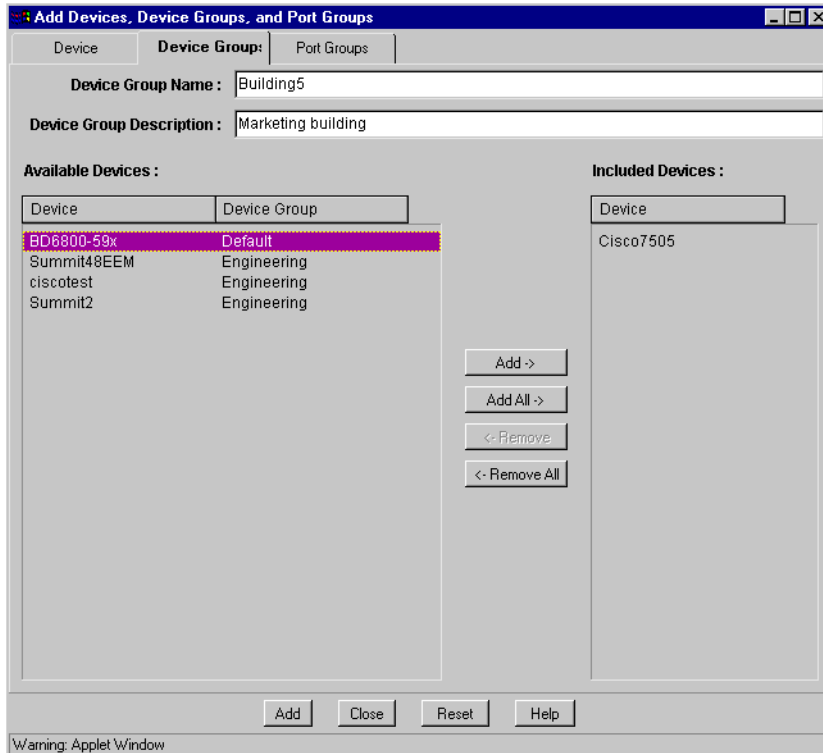 Add Devices, Device Groups, and Port Groups
Device Device Groups Port Groups
Device Group Name : Building5
Device Group Description : Marketing building
Available Devices : Included Devices :
Device Device Group Device
BD6800-59x Default Cisco7505
Summit48EEM Engineering
ciscotest Engineering
Summit2 Engineering
Add ->
Add All ->
<- Remove
<- Remove All
Add Close Reset Help
Warning: Applet Window